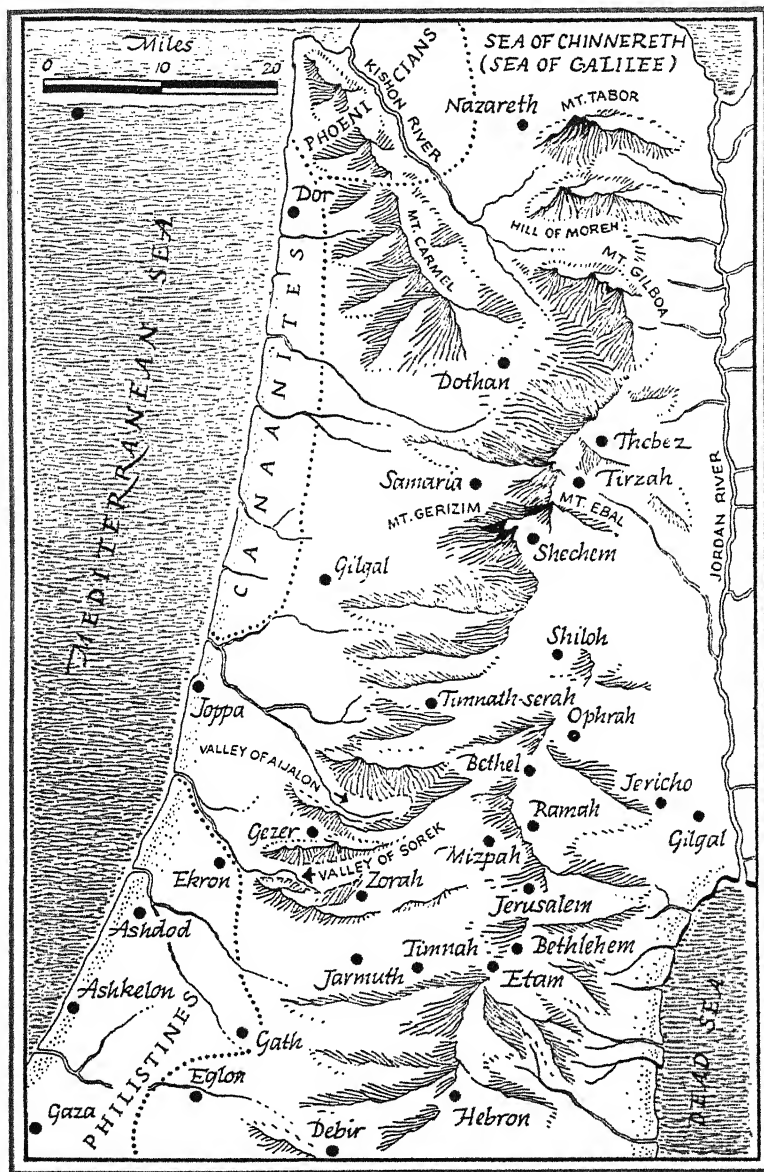 Miles
0 10 20
SEA OF CHINNERETH
(SEA OF GALILEE)
PHOENICIANS
KISHON RIVER
Nazareth
MT. TABOR
Dor
MT. CARMEL
HILL OF MOREH
MT. GILBOA
MEDITERRANEAN SEA
CANAANITES
Dothan
Thebez
Samaria
Tirzah
MT. GERIZIM
MT. EBAL
JORDAN RIVER
Shechem
Gilgal
Shiloh
Joppa
Timnath-serah
Ophrah
VALLEY OF AIJALON
Bethel
Jericho
Gezer
Ramah
Gilgal
VALLEY OF SOREK
Mizpah
Ekron
Zorah
Jerusalem
Ashdod
Timnah
Bethlehem
Jarmuth
Etam
Ashkelon
PHILISTINES
Gath
DEAD SEA
Eglon
Gaza
Hebron
Debir